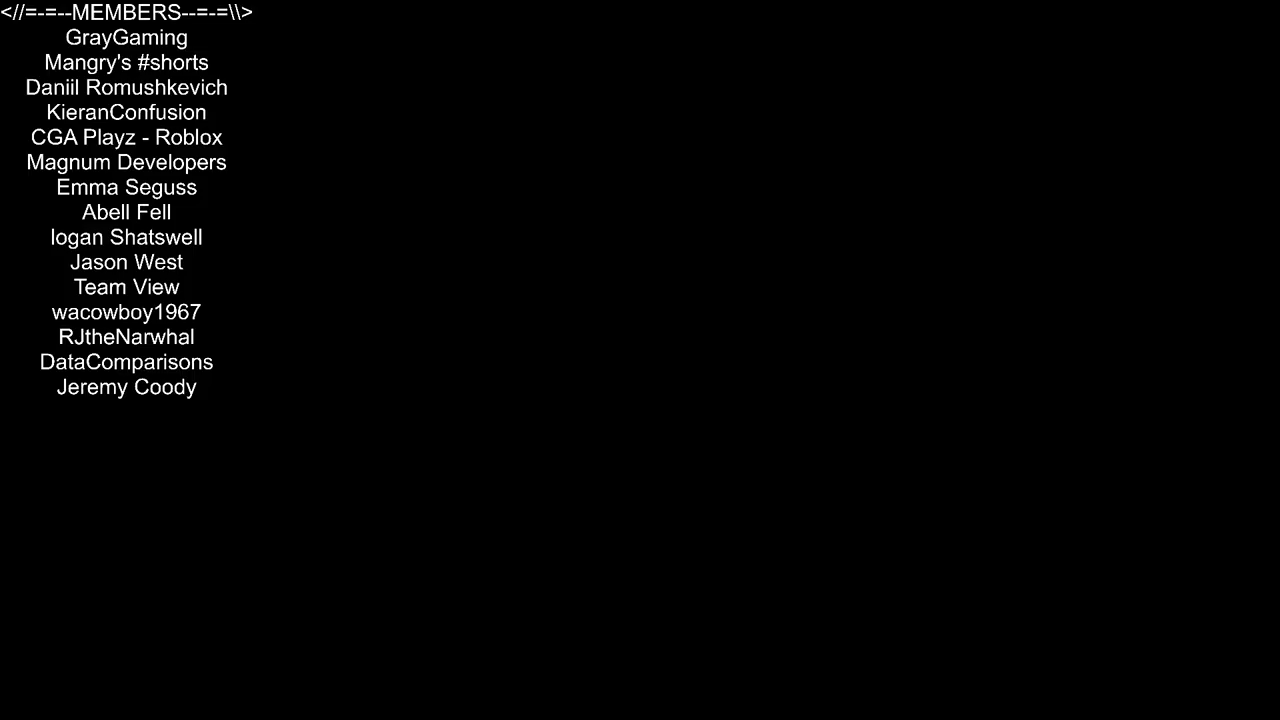 <//=-=--MEMBERS--=-=\\>
GrayGaming
Mangry's #shorts
Daniil Romushkevich
KieranConfusion
CGA Playz - Roblox
Magnum Developers
Emma Seguss
Abell Fell
logan Shatswell
Jason West
Team View
wacowboy1967
RJtheNarwhal
DataComparisons
Jeremy Coody